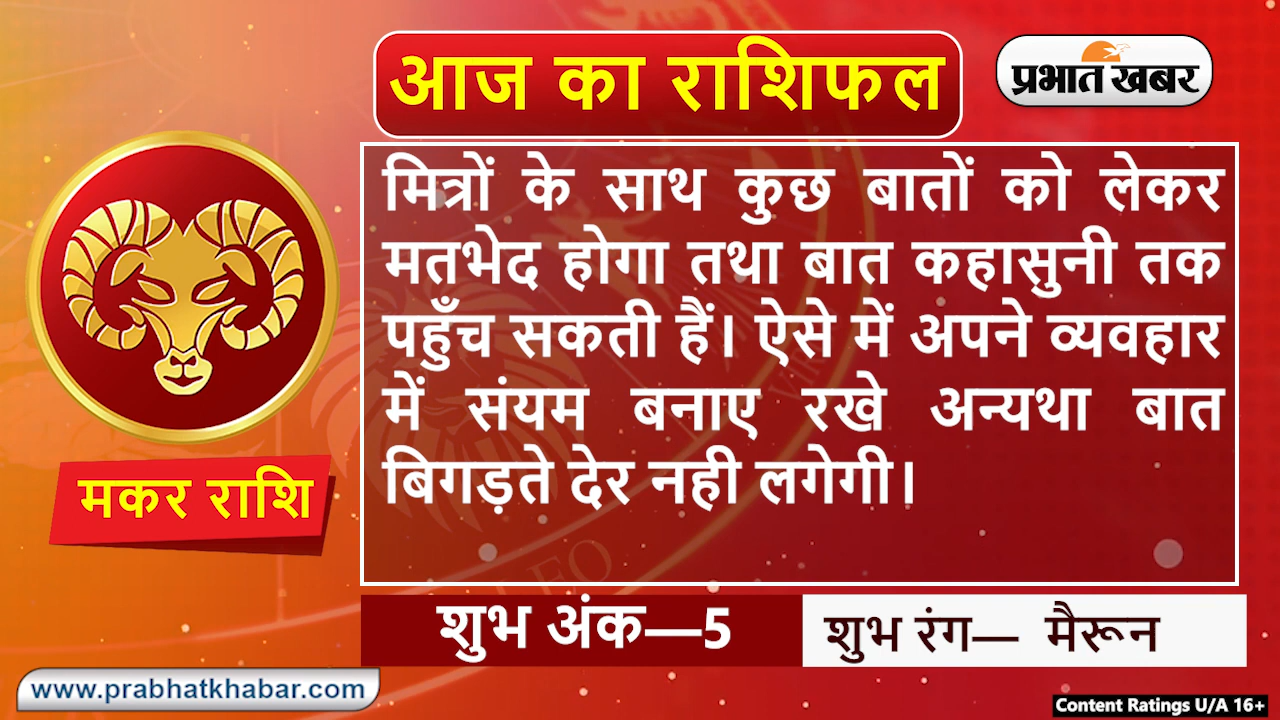 आज का राशिफल
प्रभात खबर
मित्रों के साथ कुछ बातों को लेकर
मतभेद होगा तथा बात कहासुनी तक
पहुँच सकती हैं। ऐसे में अपने व्यवहार
में संयम बनाए रखे अन्यथा बात
बिगड़ते देर नही लगेगी।
मकर राशि
शुभ अंक—5
शुभ रंग— मैरून
LEO
www.prabhatkhabar.com
Content Ratings U/A 16+